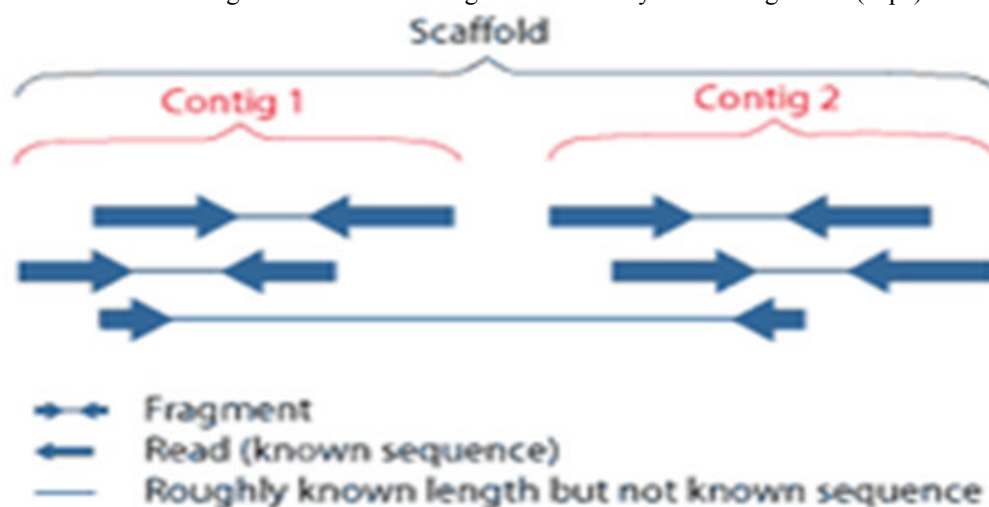 Scaffold
Contig 1
Contig 2
Fragment
Read (known sequence)
Roughly known length but not known sequence